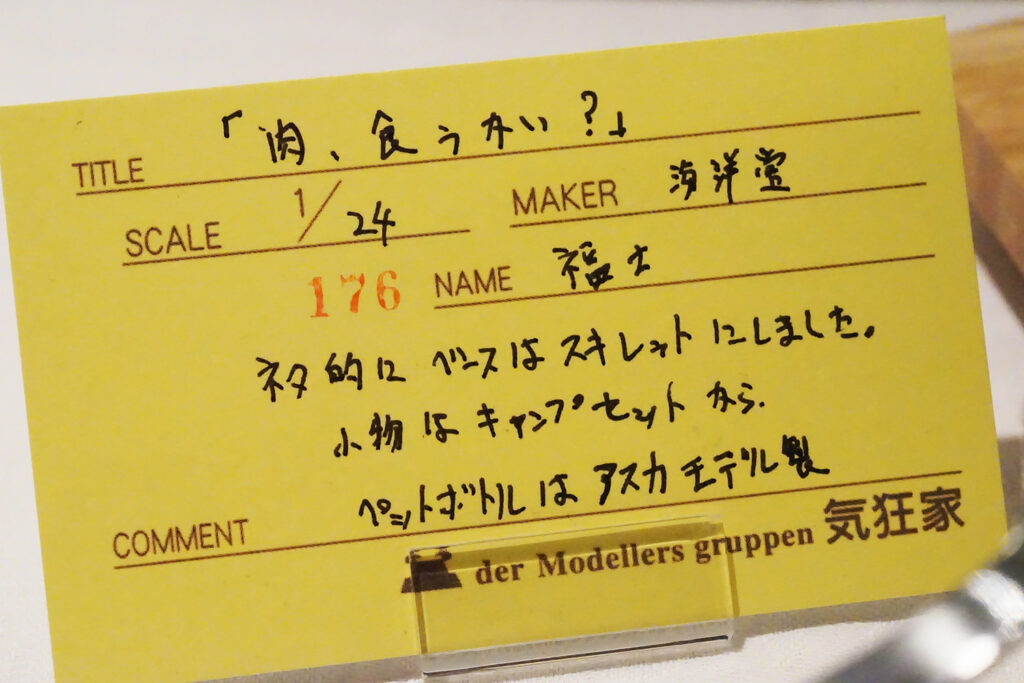 TITLE 「肉、食うかい?」
SCALE 1/24 MAKER 海洋堂
176 NAME 福士
ネタ的にベースはスキレットにしました。
小物はキャンプセットから.
ペットボトルはアスカモデル製
COMMENT
der Modellers gruppen 気狂家